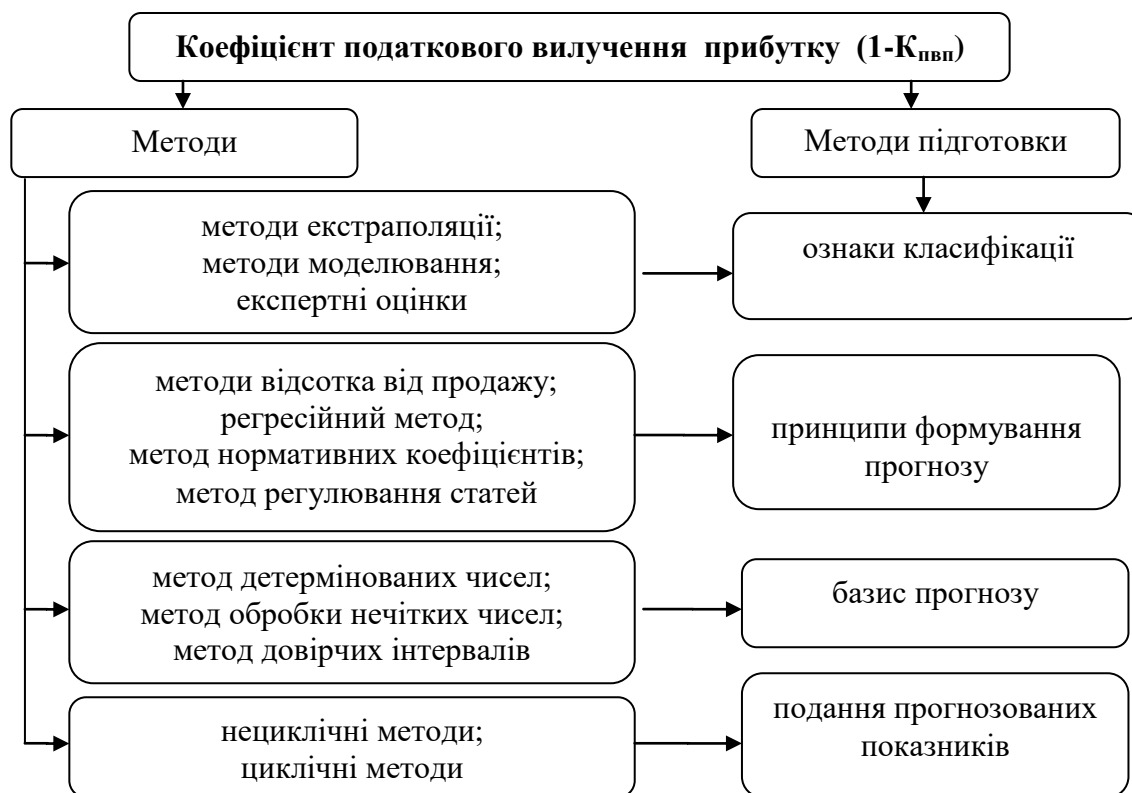 Коефіцієнт податкового вилучення прибутку (1-Кпвп)
Методи
Методи підготовки
методи екстраполяції;
методи моделювання;
експертні оцінки
ознаки класифікації
методи відсотка від продажу;
регресійний метод;
метод нормативних коефіцієнтів;
метод регулювання статей
принципи формування
прогнозу
метод детермінованих чисел;
метод обробки нечітких чисел;
метод довірчих інтервалів
базис прогнозу
нециклічні методи;
циклічні методи
подання прогнозованих
показників